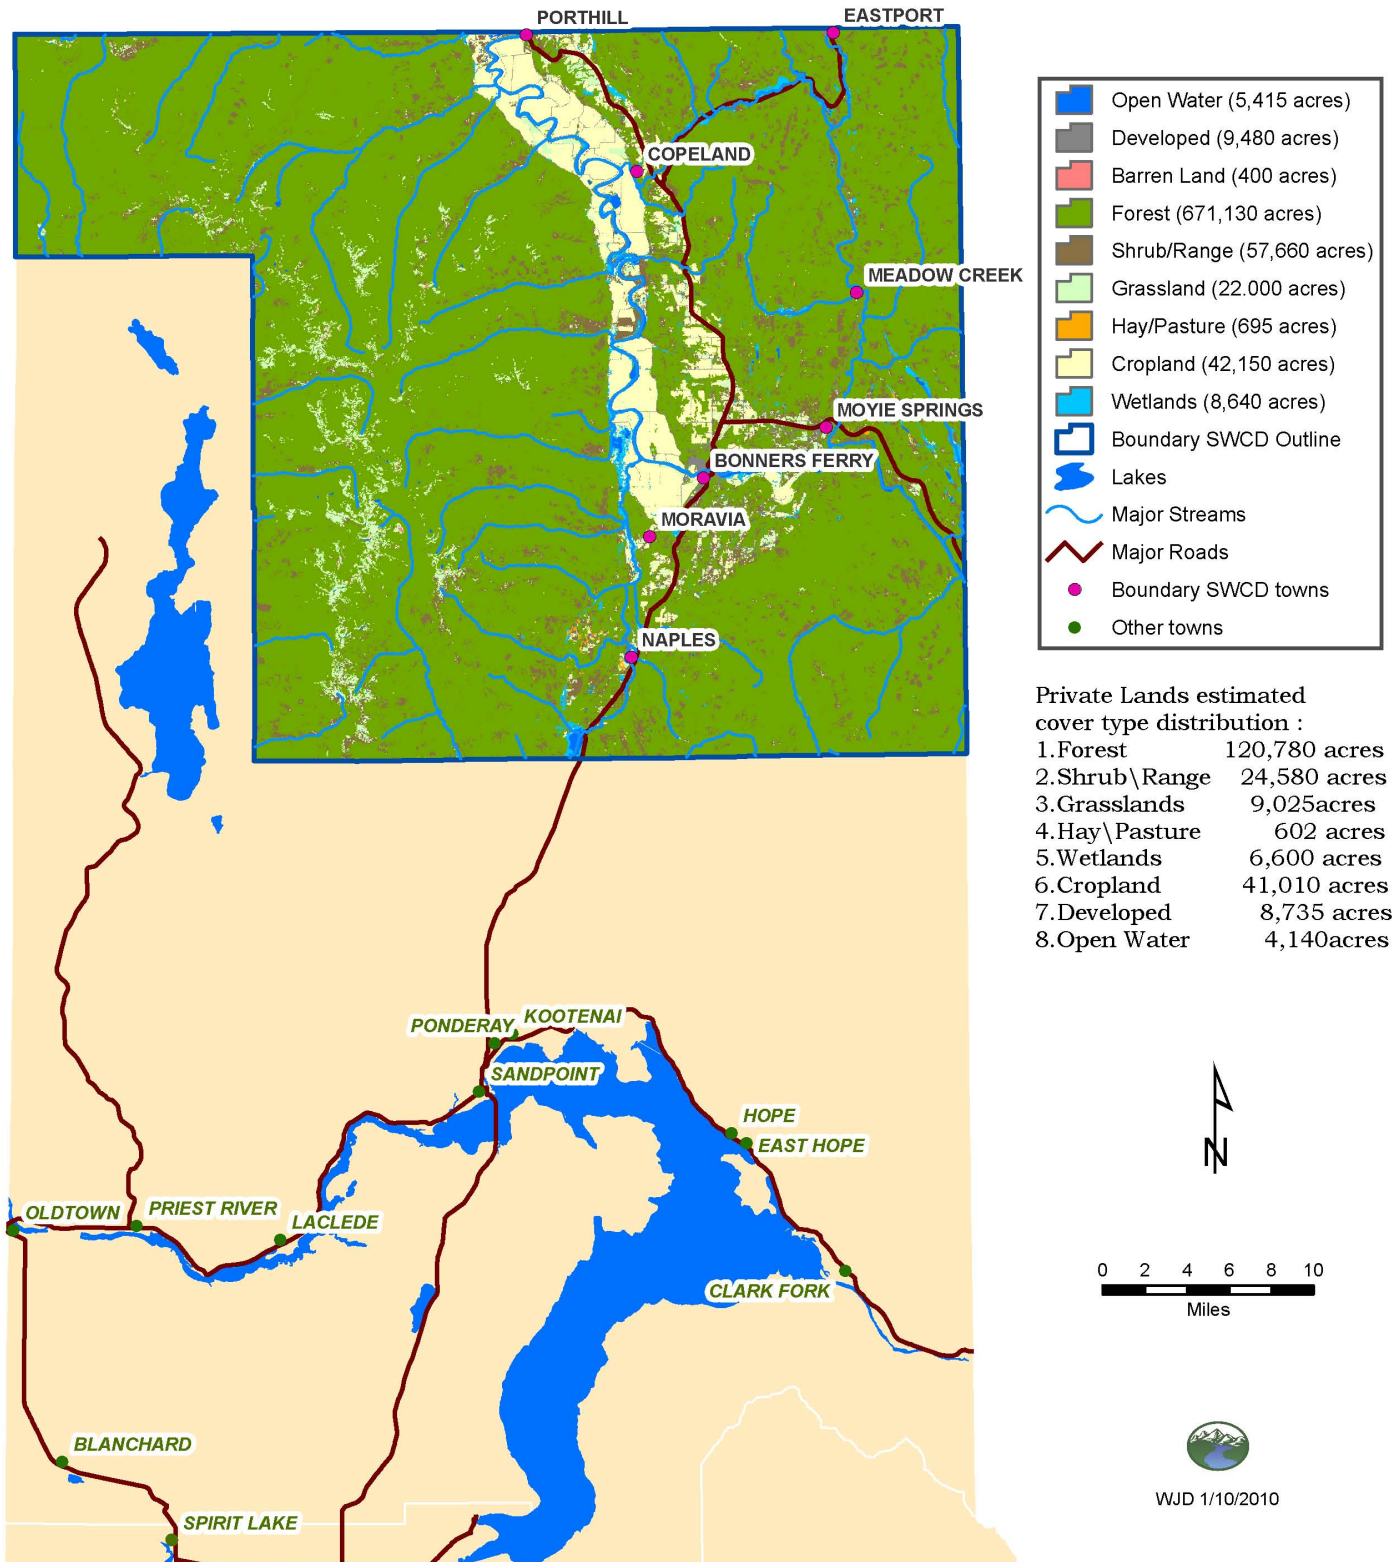 PORTHILL
EASTPORT
COPELAND
MEADOW CREEK
MOYIE SPRINGS
BONNERS FERRY
MORAVIA
NAPLES
KOOTENAI
PONDERAY
SANDPOINT
HOPE
EAST HOPE
OLDTOWN
PRIEST RIVER
LACLEDE
CLARK FORK
BLANCHARD
SPIRIT LAKE
Open Water (5,415 acres)
Developed (9,480 acres)
Barren Land (400 acres)
Forest (671,130 acres)
Shrub/Range (57,660 acres)
Grassland (22.000 acres)
Hay/Pasture (695 acres)
Cropland (42,150 acres)
Wetlands (8,640 acres)
Boundary SWCD Outline
Lakes
Major Streams
Major Roads
Boundary SWCD towns
Other towns
Private Lands estimated
cover type distribution :
1.Forest 120,780 acres
2.Shrub\Range 24,580 acres
3.Grasslands 9,025acres
4.Hay\Pasture 602 acres
5.Wetlands 6,600 acres
6.Cropland 41,010 acres
7.Developed 8,735 acres
8.Open Water 4,140acres
N
0 2 4 6 8 10
Miles
WJD 1/10/2010